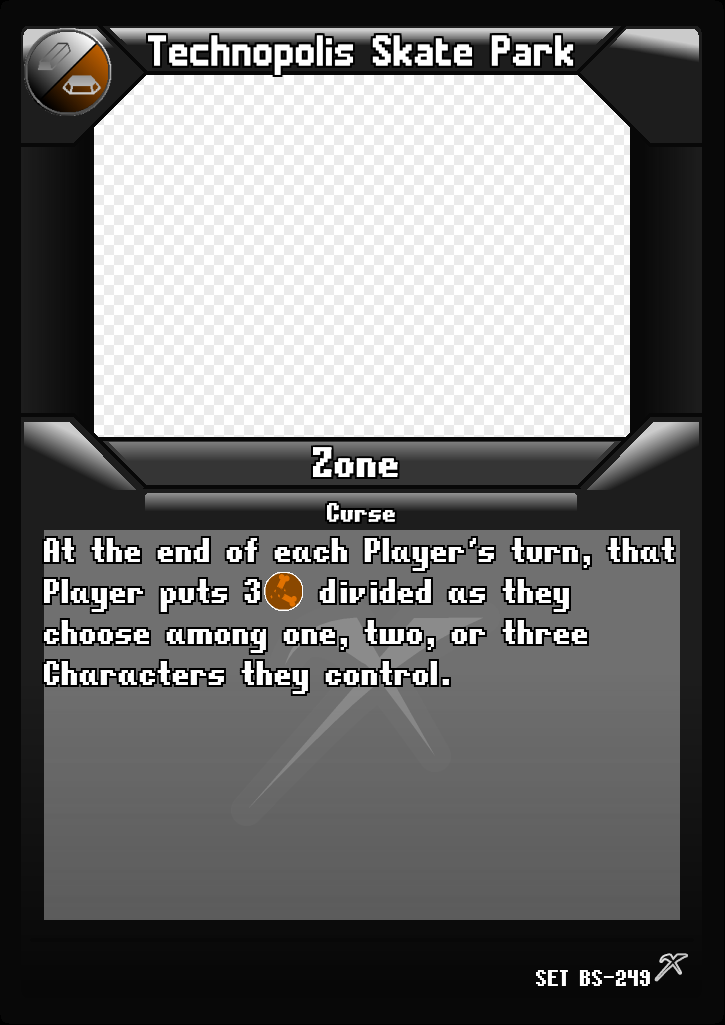 Technopolis Skate Park
Zone
Curse
At the end of each Player's turn, that
Player puts 3 divided as they
choose among one, two, or three
Characters they control.
SET BS-249